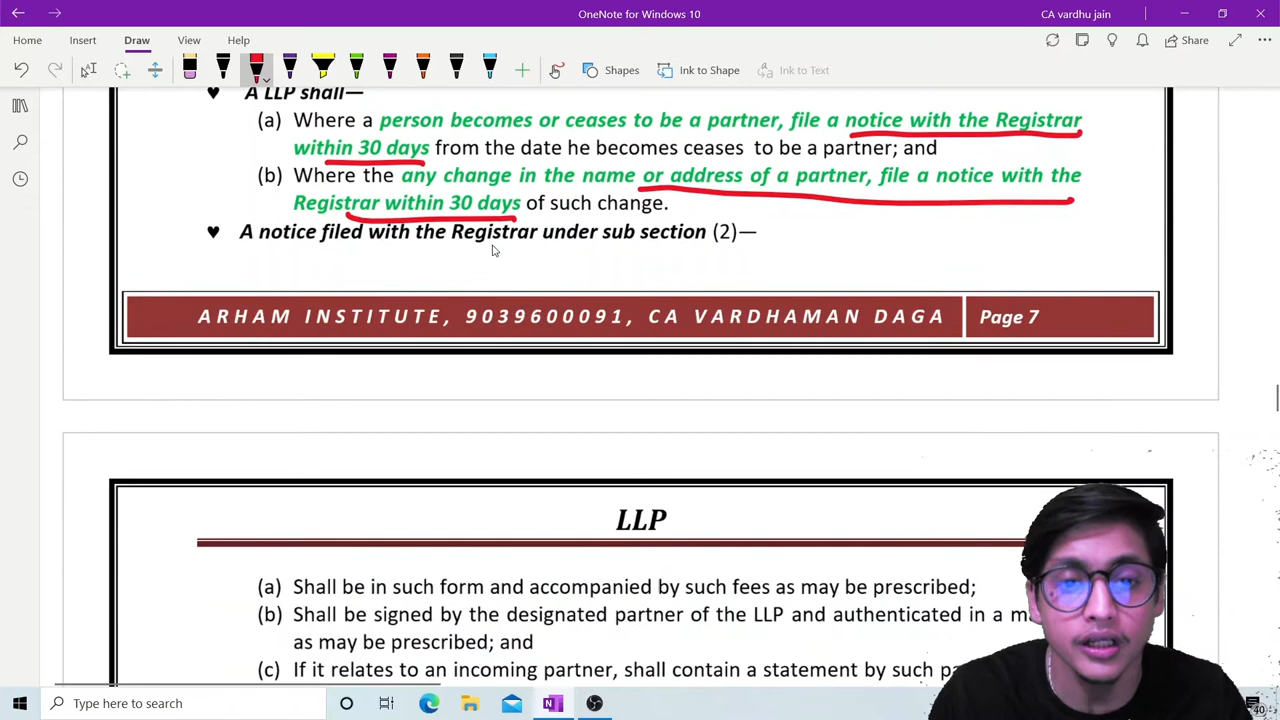 OneNote for Windows 10
CA vardhu jain
Home
Insert
Draw
View
Help
Share
Shapes
Ink to Shape
Ink to Text
♥ A LLP shall—
(a) Where a person becomes or ceases to be a partner, file a notice with the Registrar
within 30 days from the date he becomes ceases to be a partner; and
(b) Where the any change in the name or address of a partner, file a notice with the
Registrar within 30 days of such change.
♥ A notice filed with the Registrar under sub section (2)—
ARHAM INSTITUTE, 9039600091, CA VARDHAMAN DAGA
Page 7
LLP
(a) Shall be in such form and accompanied by such fees as may be prescribed;
(b) Shall be signed by the designated partner of the LLP and authenticated in a
as may be prescribed; and
(c) If it relates to an incoming partner, shall contain a statement by such
Type here to search
40